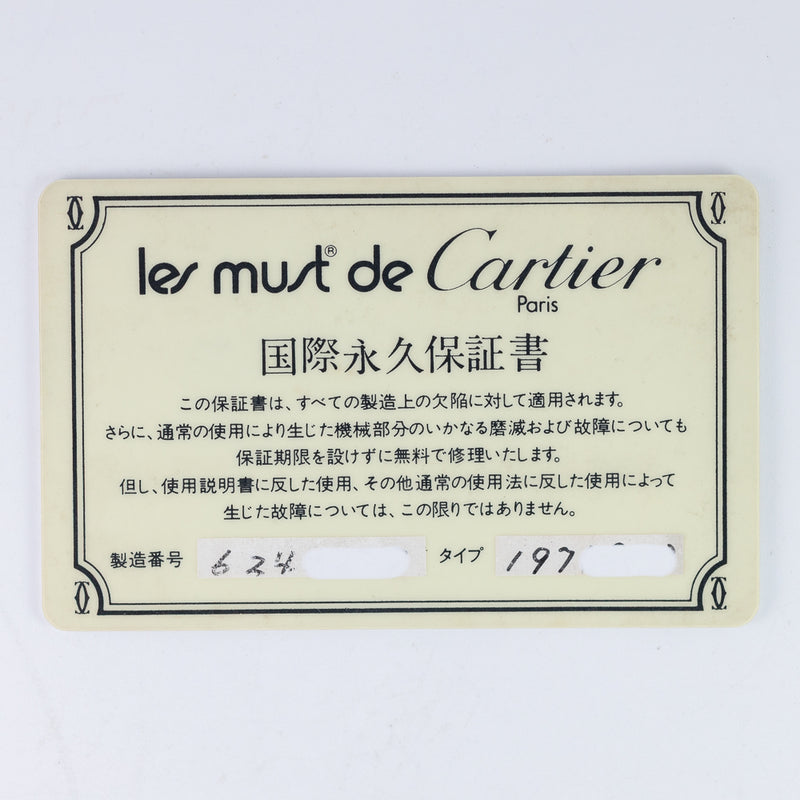 les must® de Cartier
Paris
国際永久保証書
この保証書は、すべての製造上の欠陥に対して適用されます。
さらに、通常の使用により生じた機械部分のいかなる磨滅および故障についても
保証期限を設けずに無料で修理いたします。
但し、使用説明書に反した使用、その他通常の使用法に反した使用によって
生じた故障については、この限りではありません。
製造番号 624 タイプ 197